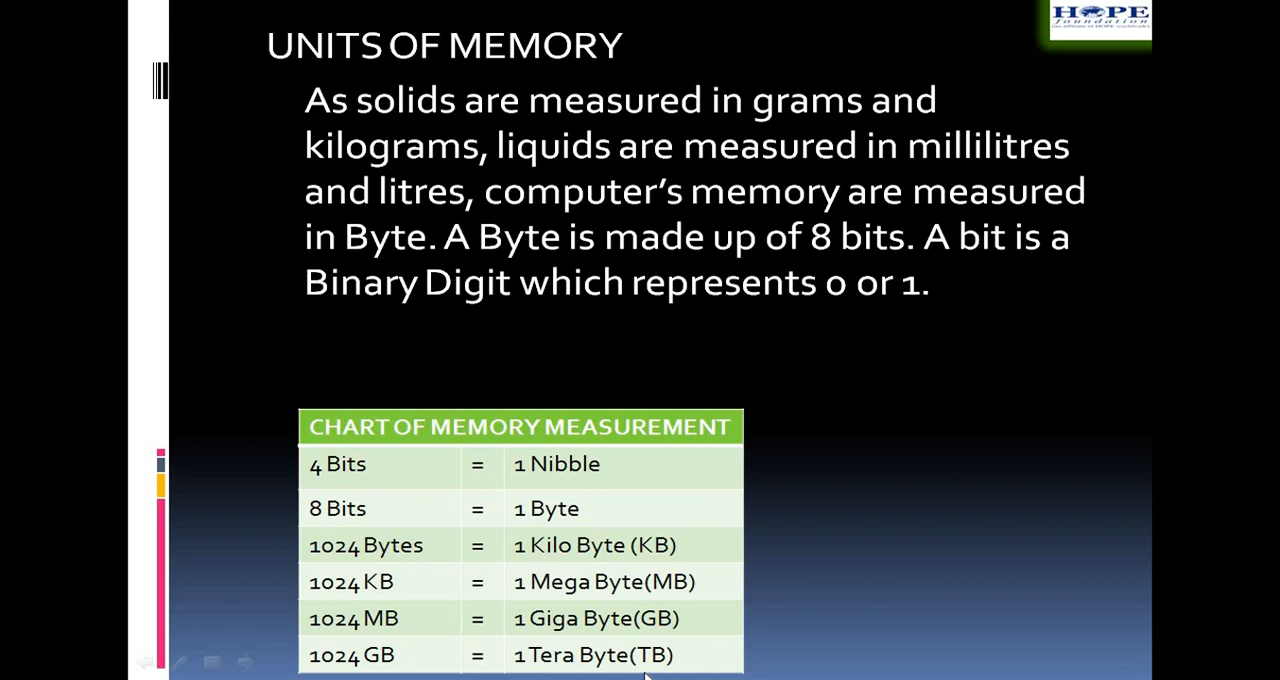 HOPE
foundation
UNITS OF MEMORY
As solids are measured in grams and
kilograms, liquids are measured in millilitres
and litres, computer's memory are measured
in Byte. A Byte is made up of 8 bits. A bit is a
Binary Digit which represents 0 or 1.
CHART OF MEMORY MEASUREMENT
4 Bits = 1 Nibble
8 Bits = 1 Byte
1024 Bytes = 1 Kilo Byte (KB)
1024 KB = 1 Mega Byte(MB)
1024 MB = 1 Giga Byte(GB)
1024 GB = 1 Tera Byte(TB)